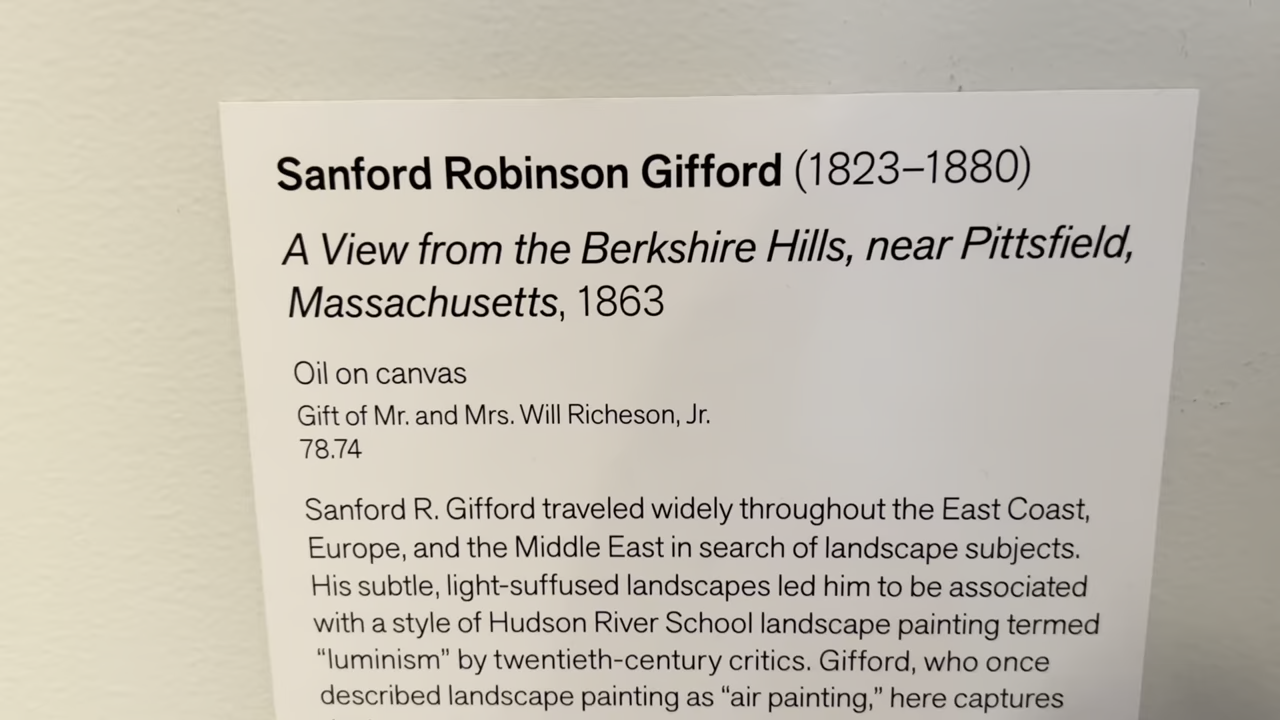 Sanford Robinson Gifford (1823–1880)
A View from the Berkshire Hills, near Pittsfield,
Massachusetts, 1863
Oil on canvas
Gift of Mr. and Mrs. Will Richeson, Jr.
78.74
Sanford R. Gifford traveled widely throughout the East Coast,
Europe, and the Middle East in search of landscape subjects.
His subtle, light-suffused landscapes led him to be associated
with a style of Hudson River School landscape painting termed
“luminism” by twentieth-century critics. Gifford, who once
described landscape painting as “air painting,” here captures